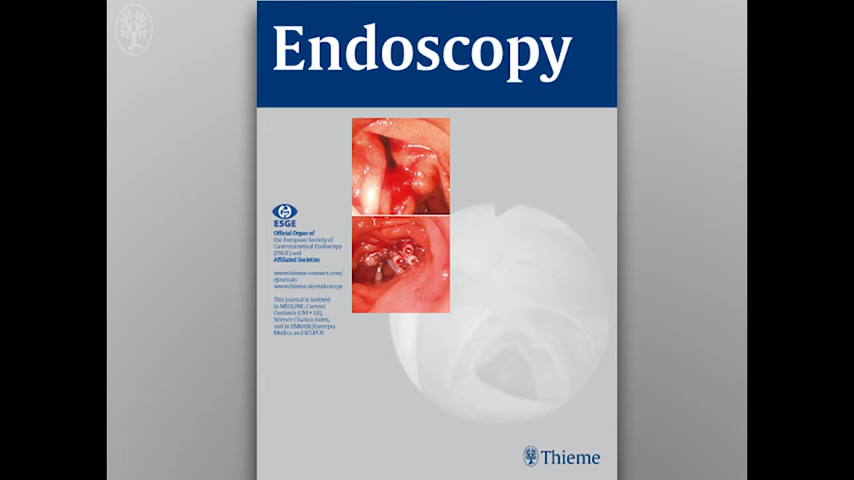 Endoscopy
ESGE
Official Organ of
the European Society of
Gastrointestinal Endoscopy
(ESGE) and
Affiliated Societies
www.thieme-connect.com/
ejournals
www.thieme.de/endoscopy
This journal is indexed
in MEDLINE, Current
Contents (CM + LS),
Science Citation Index,
and in EMBASE/Excerpta
Medica and SCOPUS
Thieme